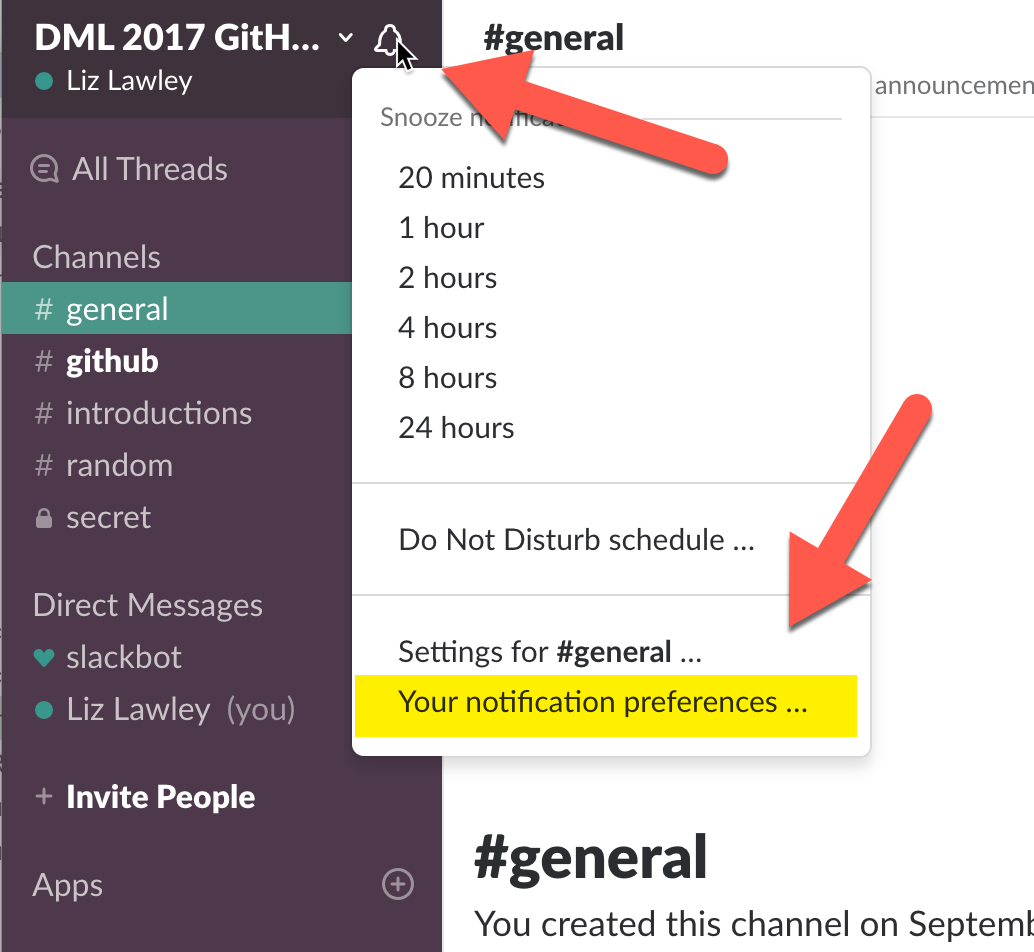 DML 2017 GitH...
Liz Lawley
All Threads
Channels
# general
# github
# introductions
# random
secret
Direct Messages
slackbot
Liz Lawley (you)
+ Invite People
Apps
#general
announcemen
Snooze
20 minutes
1 hour
2 hours
4 hours
8 hours
24 hours
Do Not Disturb schedule ...
Settings for #general ...
Your notification preferences ...
#general
You created this channel on Septemb